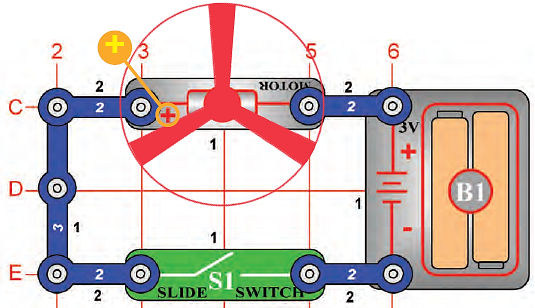 2 3 5 6
2 MOTOR 2
C 2 + 2
3V
1 +
D 1 B1
3 1 1 -
E 2 S1 2
2 SLIDE SWITCH 2